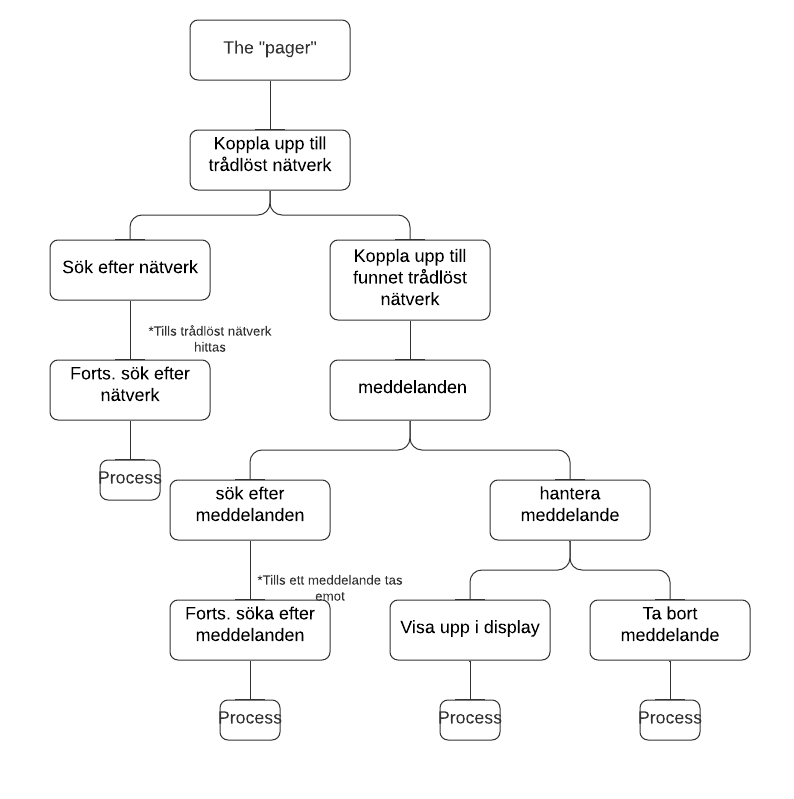 The "pager"
Koppla upp till
trådlöst nätverk
Sök efter nätverk
Koppla upp till
funnet trådlöst
nätverk
*Tills trådlöst nätverk
hittas
Forts. sök efter
nätverk
meddelanden
Process
sök efter
meddelanden
hantera
meddelande
*Tills ett meddelande tas
emot
Forts. söka efter
meddelanden
Visa upp i display
Ta bort
meddelande
Process
Process
Process